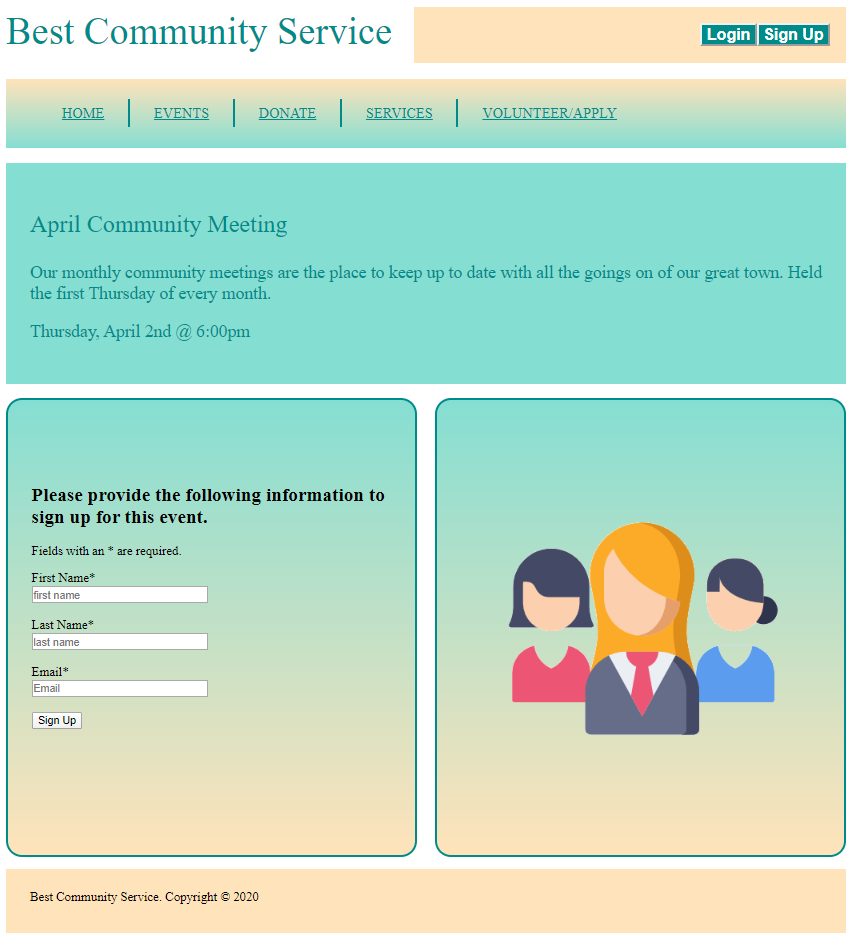 Best Community Service
Login Sign Up
HOME EVENTS DONATE SERVICES VOLUNTEER/APPLY
April Community Meeting
Our monthly community meetings are the place to keep up to date with all the goings on of our great town. Held
the first Thursday of every month.
Thursday, April 2nd @ 6:00pm
Please provide the following information to
sign up for this event.
Fields with an * are required.
First Name*
first name
Last Name*
last name
Email*
Email
Sign Up
Best Community Service. Copyright © 2020